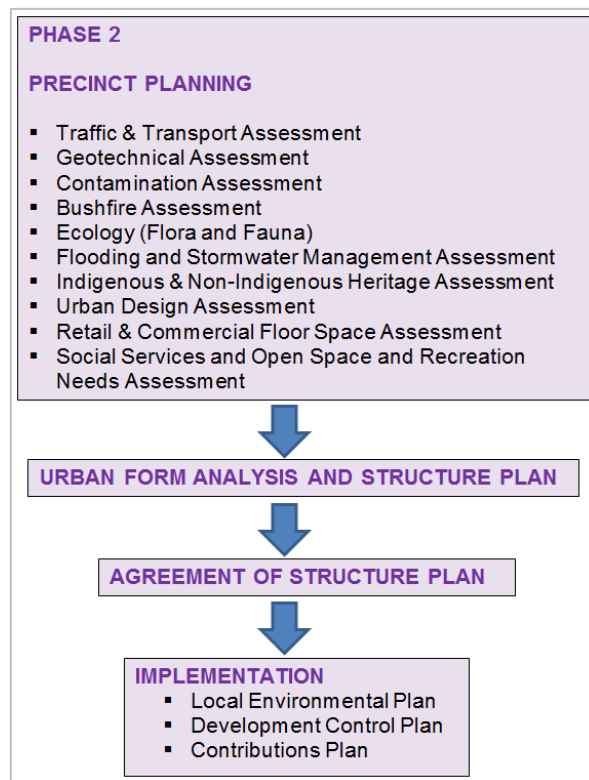 PHASE 2
PRECINCT PLANNING
▪ Traffic & Transport Assessment
▪ Geotechnical Assessment
▪ Contamination Assessment
▪ Bushfire Assessment
▪ Ecology (Flora and Fauna)
▪ Flooding and Stormwater Management Assessment
▪ Indigenous & Non-Indigenous Heritage Assessment
▪ Urban Design Assessment
▪ Retail & Commercial Floor Space Assessment
▪ Social Services and Open Space and Recreation
Needs Assessment
URBAN FORM ANALYSIS AND STRUCTURE PLAN
AGREEMENT OF STRUCTURE PLAN
IMPLEMENTATION
▪ Local Environmental Plan
▪ Development Control Plan
▪ Contributions Plan